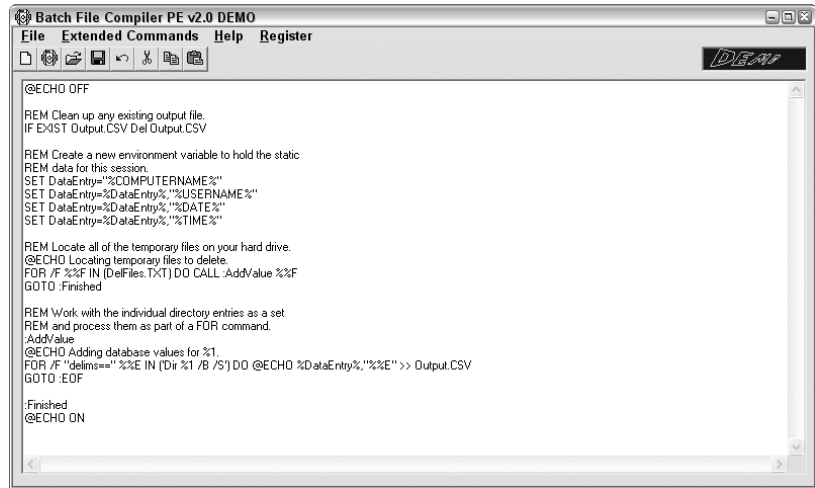 Batch File Compiler PE v2.0 DEMO
File Extended Commands Help Register
DEMO
@ECHO OFF
REM Clean up any existing output file.
IF EXIST Output.CSV Del Output.CSV
REM Create a new environment variable to hold the static
REM data for this session.
SET DataEntry="%COMPUTERNAME%"
SET DataEntry=%DataEntry%,"%USERNAME%"
SET DataEntry=%DataEntry%,"%DATE%"
SET DataEntry=%DataEntry%,"%TIME%"
REM Locate all of the temporary files on your hard drive.
@ECHO Locating temporary files to delete.
FOR /F %%F IN (DelFiles.TXT) DO CALL :AddValue %%F
GOTO :Finished
REM Work with the individual directory entries as a set
REM and process them as part of a FOR command.
:AddValue
@ECHO Adding database values for %1.
FOR /F "delims==" %%E IN ('Dir %1 /B /S') DO @ECHO %DataEntry%,"%%E" >> Output.CSV
GOTO :EOF
:Finished
@ECHO ON